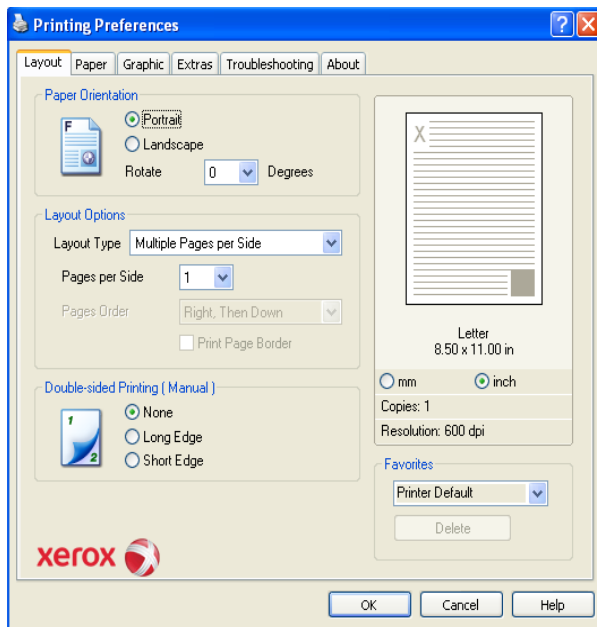 Printing Preferences
Layout Paper Graphic Extras Troubleshooting About
Paper Orientation
F
Portrait
Landscape
Rotate 0 Degrees
Layout Options
Layout Type Multiple Pages per Side
Pages per Side 1
Pages Order Right, Then Down
Print Page Border
Double-sided Printing ( Manual )
1
2
None
Long Edge
Short Edge
xerox
X
Letter
8.50 x 11.00 in
mm inch
Copies: 1
Resolution: 600 dpi
Favorites
Printer Default
Delete
OK Cancel Help